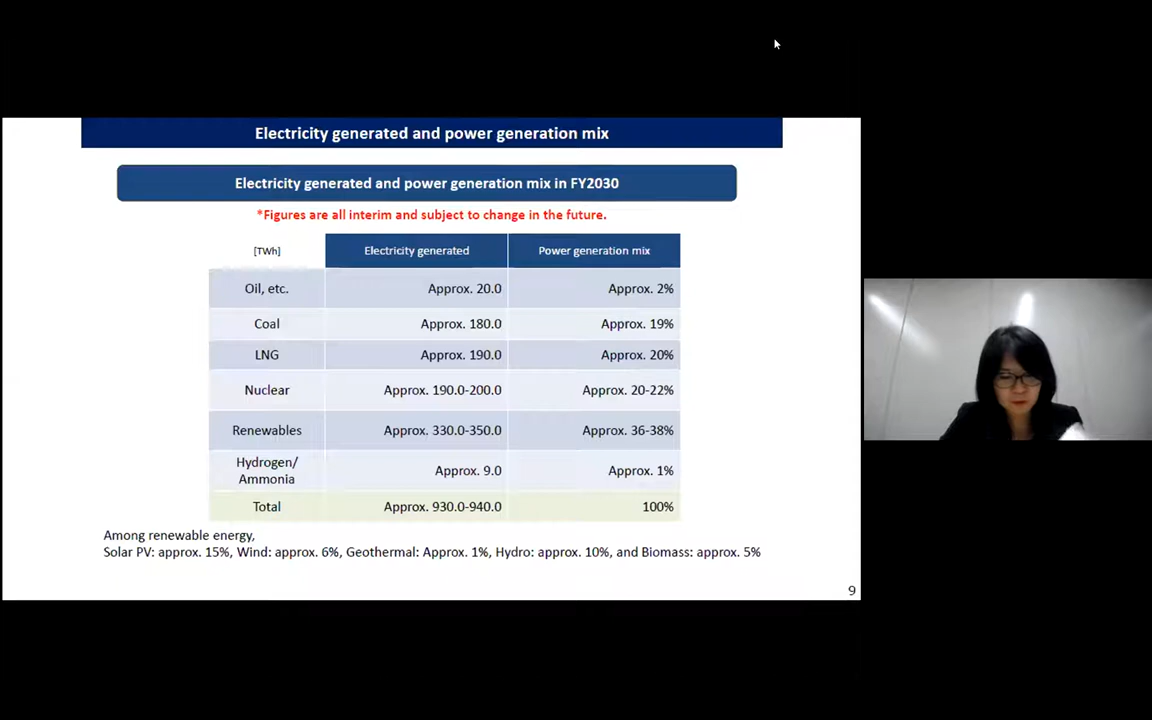 Electricity generated and power generation mix
Electricity generated and power generation mix in FY2030
*Figures are all interim and subject to change in the future.
[TWh] Electricity generated Power generation mix
Oil, etc. Approx. 20.0 Approx. 2%
Coal Approx. 180.0 Approx. 19%
LNG Approx. 190.0 Approx. 20%
Nuclear Approx. 190.0-200.0 Approx. 20-22%
Renewables Approx. 330.0-350.0 Approx. 36-38%
Hydrogen/
Ammonia Approx. 9.0 Approx. 1%
Total Approx. 930.0-940.0 100%
Among renewable energy,
Solar PV: approx. 15%, Wind: approx. 6%, Geothermal: Approx. 1%, Hydro: approx. 10%, and Biomass: approx. 5%
9